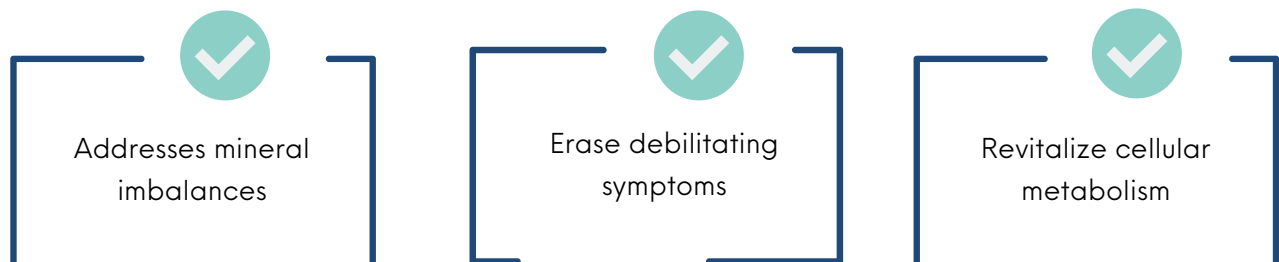 Addresses mineral
imbalances
Erase debilitating
symptoms
Revitalize cellular
metabolism